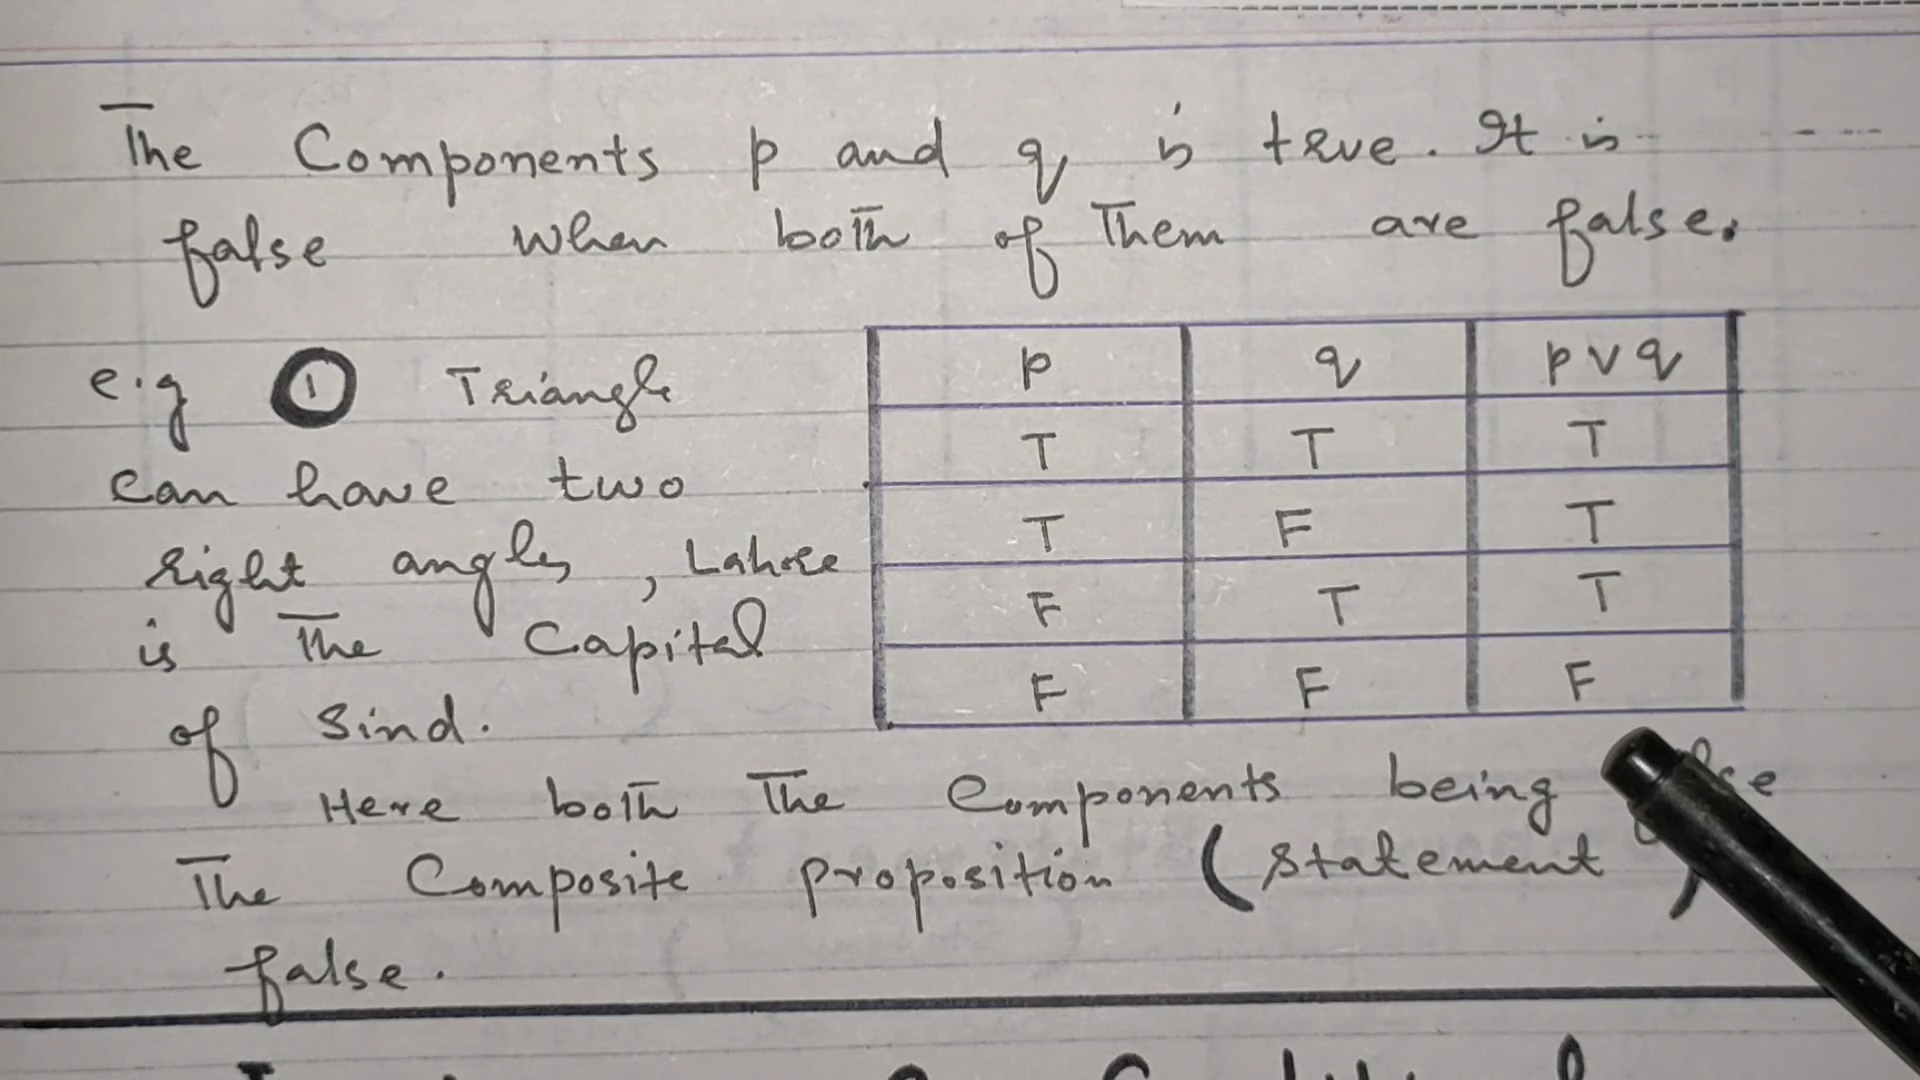 The Components p and q is true. It is
false when both of Them are false.
e.g ① Triangle
can have two
right angles, Lahore
is The Capital
of Sind.
p q p∨q
T T T
T F T
F T T
F F F
Here both The Components being
The Composite proposition (statement)
false.